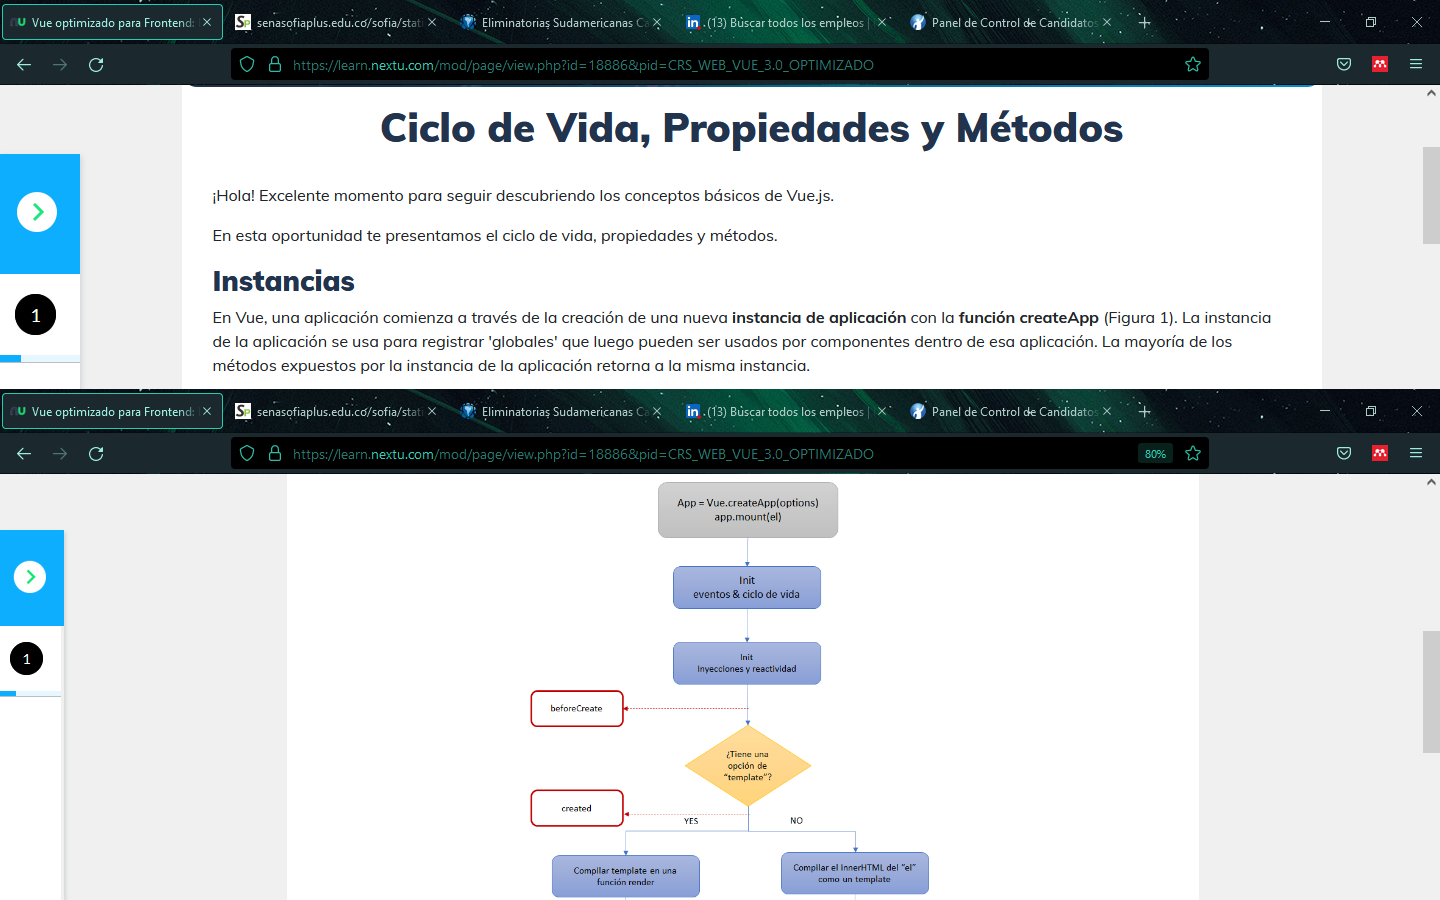 Vue optimizado para Frontend:
senasofiaplus.edu.co/sofia/stati
Eliminatorias Sudamericanas Ca
(13) Buscar todos los empleos |
Panel de Control de Candidatos
https://learn.nextu.com/mod/page/view.php?id=18886&pid=CRS_WEB_VUE_3.0_OPTIMIZADO
Ciclo de Vida, Propiedades y Métodos
¡Hola! Excelente momento para seguir descubriendo los conceptos básicos de Vue.js.
En esta oportunidad te presentamos el ciclo de vida, propiedades y métodos.
Instancias
1
En Vue, una aplicación comienza a través de la creación de una nueva instancia de aplicación con la función createApp (Figura 1). La instancia
de la aplicación se usa para registrar 'globales' que luego pueden ser usados por componentes dentro de esa aplicación. La mayoría de los
métodos expuestos por la instancia de la aplicación retorna a la misma instancia.
Vue optimizado para Frontend:
senasofiaplus.edu.co/sofia/stati
Eliminatorias Sudamericanas Ca
(13) Buscar todos los empleos |
Panel de Control de Candidatos
https://learn.nextu.com/mod/page/view.php?id=18886&pid=CRS_WEB_VUE_3.0_OPTIMIZADO
80%
App = Vue.createApp(options)
app.mount(el)
Init
eventos & ciclo de vida
1
Init
Inyecciones y reactividad
beforeCreate
¿Tiene una
opción de
"template"?
created
YES
NO
Compilar template en una
función render
Compilar el InnerHTML del "el"
como un template